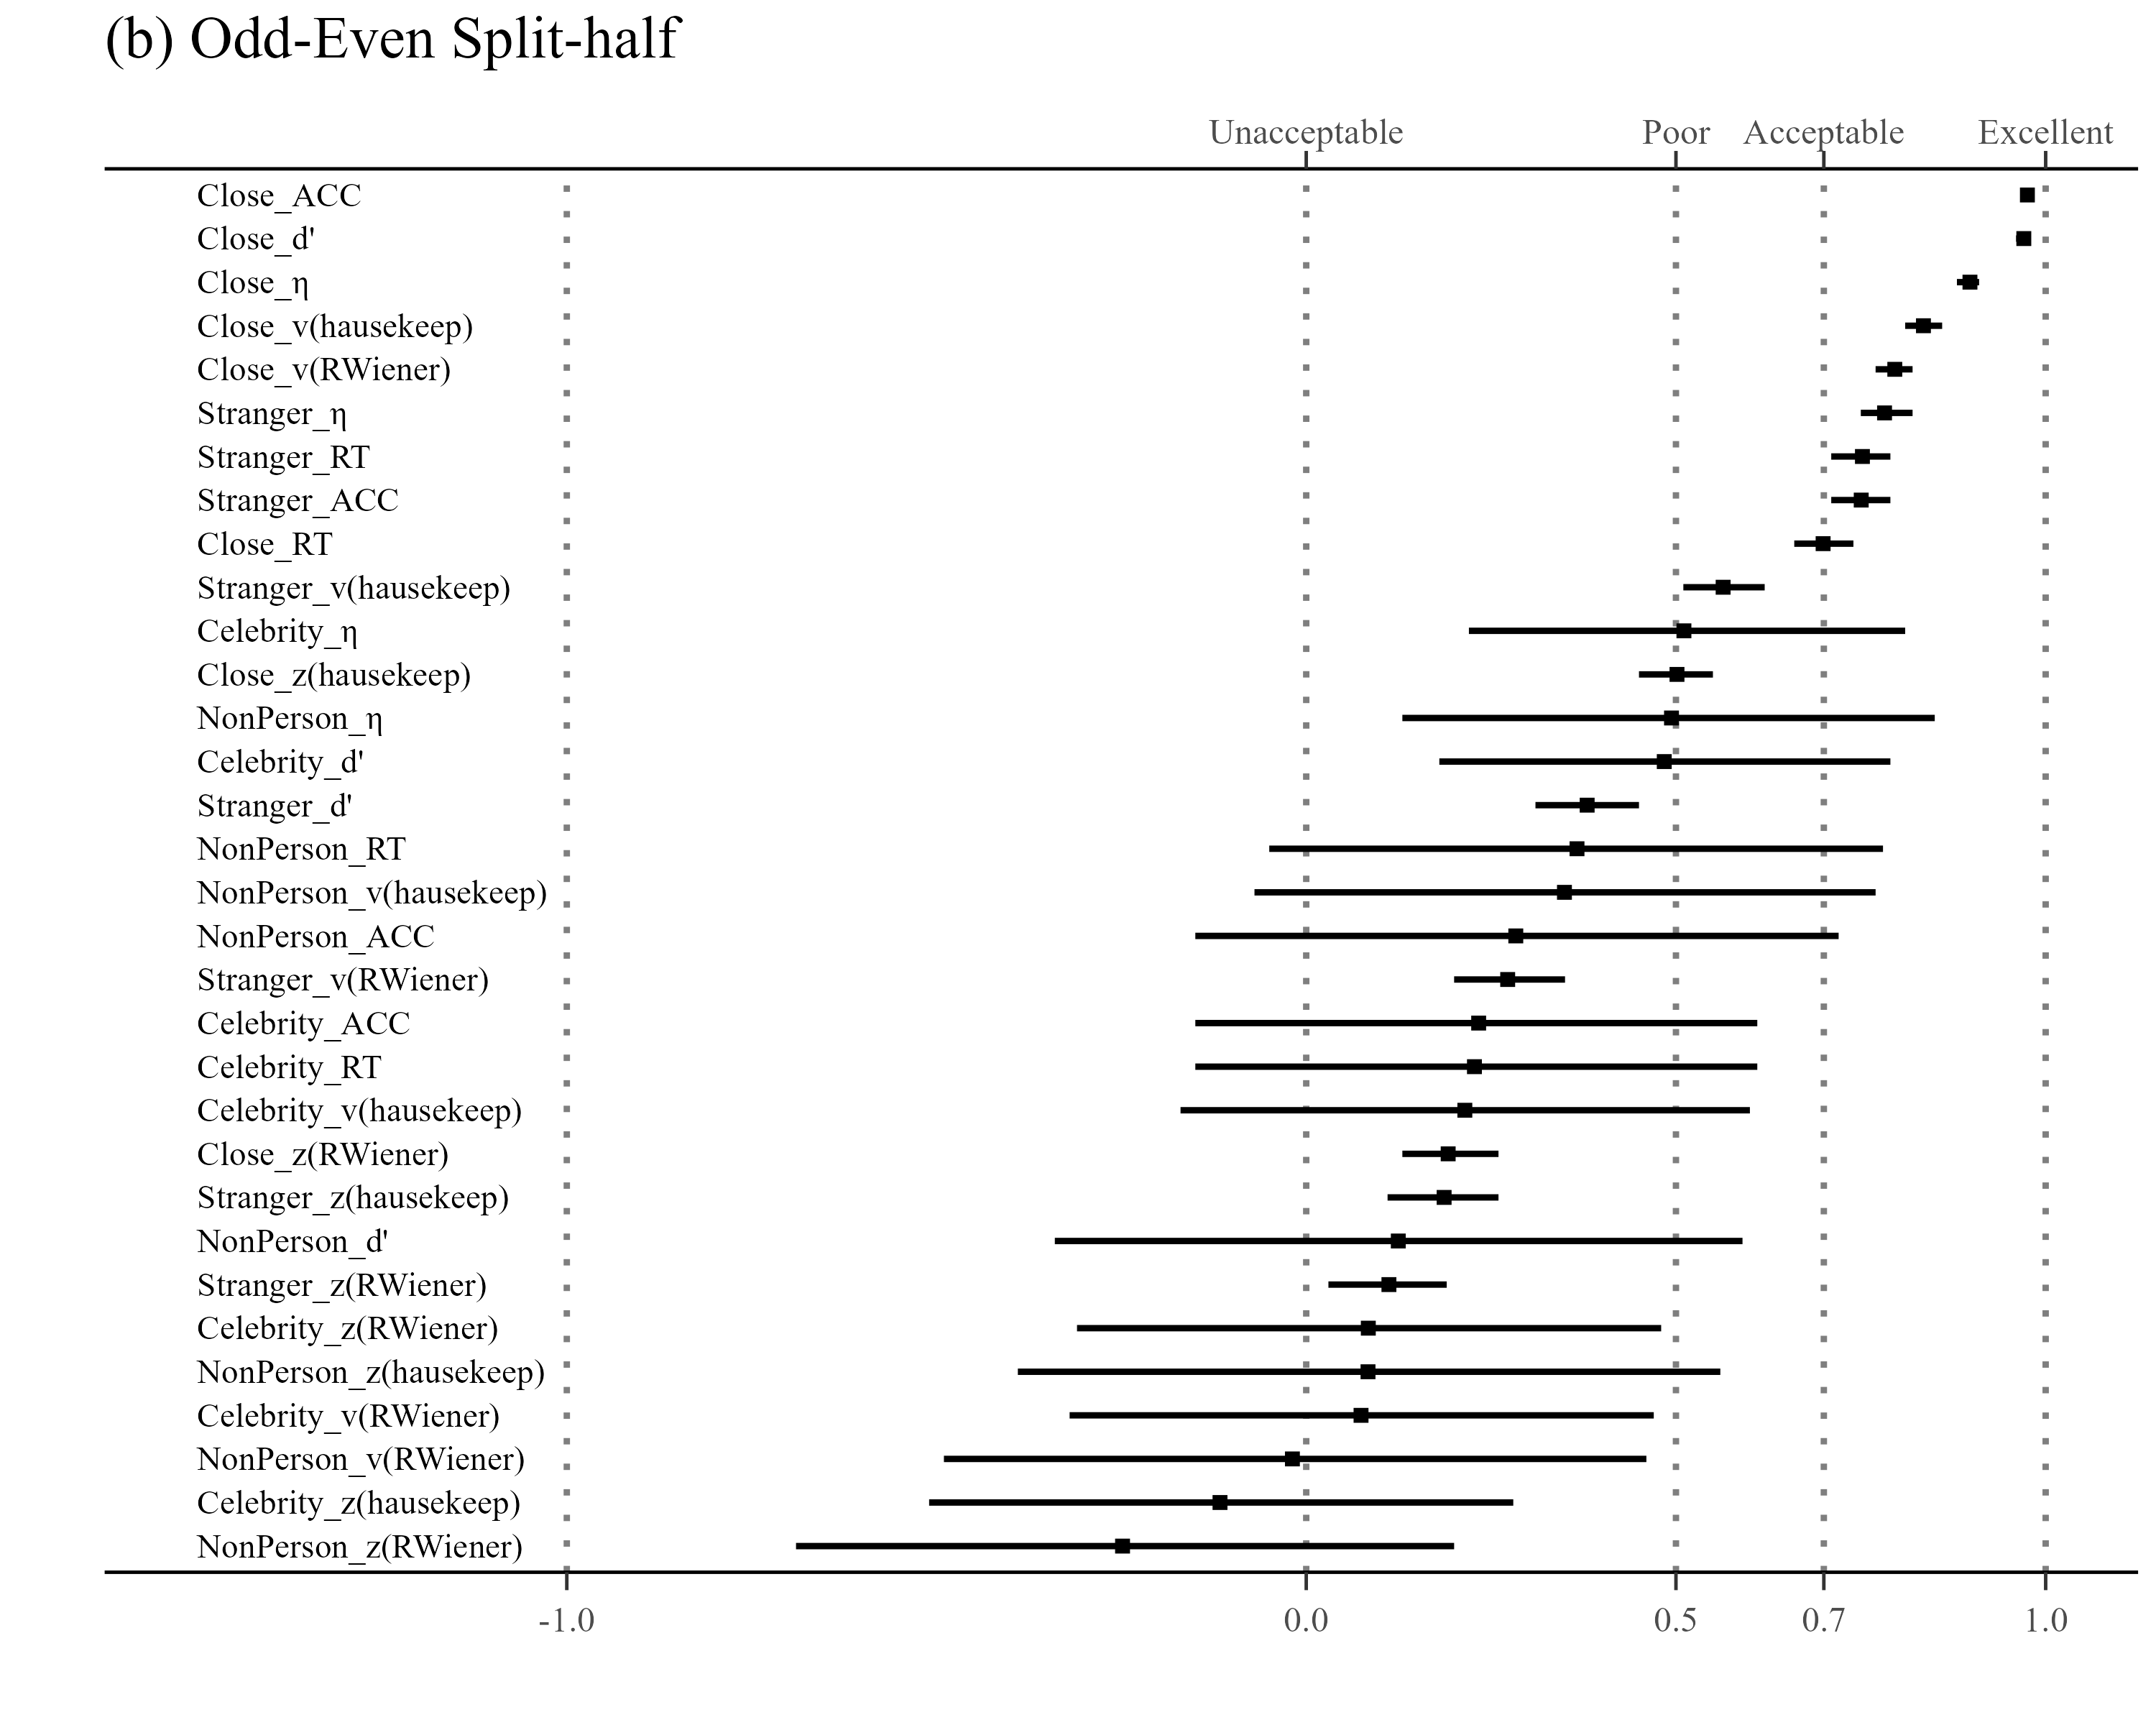 (b) Odd-Even Split-half
Unacceptable Poor Acceptable Excellent
Close_ACC
Close_d'
Close_η
Close_v(hausekeep)
Close_v(RWiener)
Stranger_η
Stranger_RT
Stranger_ACC
Close_RT
Stranger_v(hausekeep)
Celebrity_η
Close_z(hausekeep)
NonPerson_η
Celebrity_d'
Stranger_d'
NonPerson_RT
NonPerson_v(hausekeep)
NonPerson_ACC
Stranger_v(RWiener)
Celebrity_ACC
Celebrity_RT
Celebrity_v(hausekeep)
Close_z(RWiener)
Stranger_z(hausekeep)
NonPerson_d'
Stranger_z(RWiener)
Celebrity_z(RWiener)
NonPerson_z(hausekeep)
Celebrity_v(RWiener)
NonPerson_v(RWiener)
Celebrity_z(hausekeep)
NonPerson_z(RWiener)
-1.0 0.0 0.5 0.7 1.0